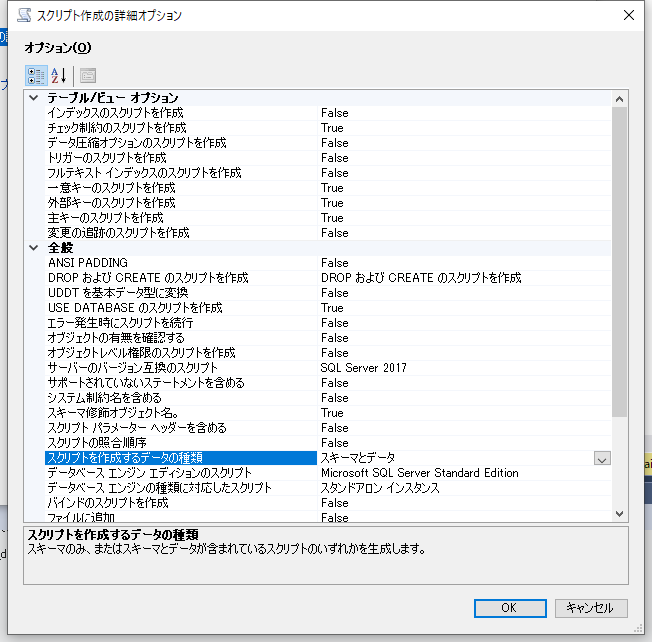 スクリプト作成の詳細オプション
オプション(O)
テーブル/ビュー オプション
インデックスのスクリプトを作成 False
チェック制約のスクリプトを作成 True
データ圧縮オプションのスクリプトを作成 False
トリガーのスクリプトを作成 False
フルテキスト インデックスのスクリプトを作成 False
一意キーのスクリプトを作成 True
外部キーのスクリプトを作成 True
主キーのスクリプトを作成 True
変更の追跡のスクリプトを作成 False
全般
ANSI PADDING False
DROP および CREATE のスクリプトを作成 DROP および CREATE のスクリプトを作成
UDDT を基本データ型に変換 False
USE DATABASE のスクリプトを作成 True
エラー発生時にスクリプトを続行 False
オブジェクトの有無を確認する False
オブジェクトレベル権限のスクリプトを作成 False
サーバーのバージョン互換のスクリプト SQL Server 2017
サポートされていないステートメントを含める False
システム制約名を含める False
スキーマ修飾オブジェクト名。 True
スクリプト パラメーター ヘッダーを含める False
スクリプトの照合順序 False
スクリプトを作成するデータの種類 スキーマとデータ
データベース エンジン エディションのスクリプト Microsoft SQL Server Standard Edition
データベース エンジンの種類に対応したスクリプト スタンドアロン インスタンス
バインドのスクリプトを作成 False
ファイルに追加 False
スクリプトを作成するデータの種類
スキーマのみ、またはスキーマとデータが含まれているスクリプトのいずれかを生成します。
OK キャンセル